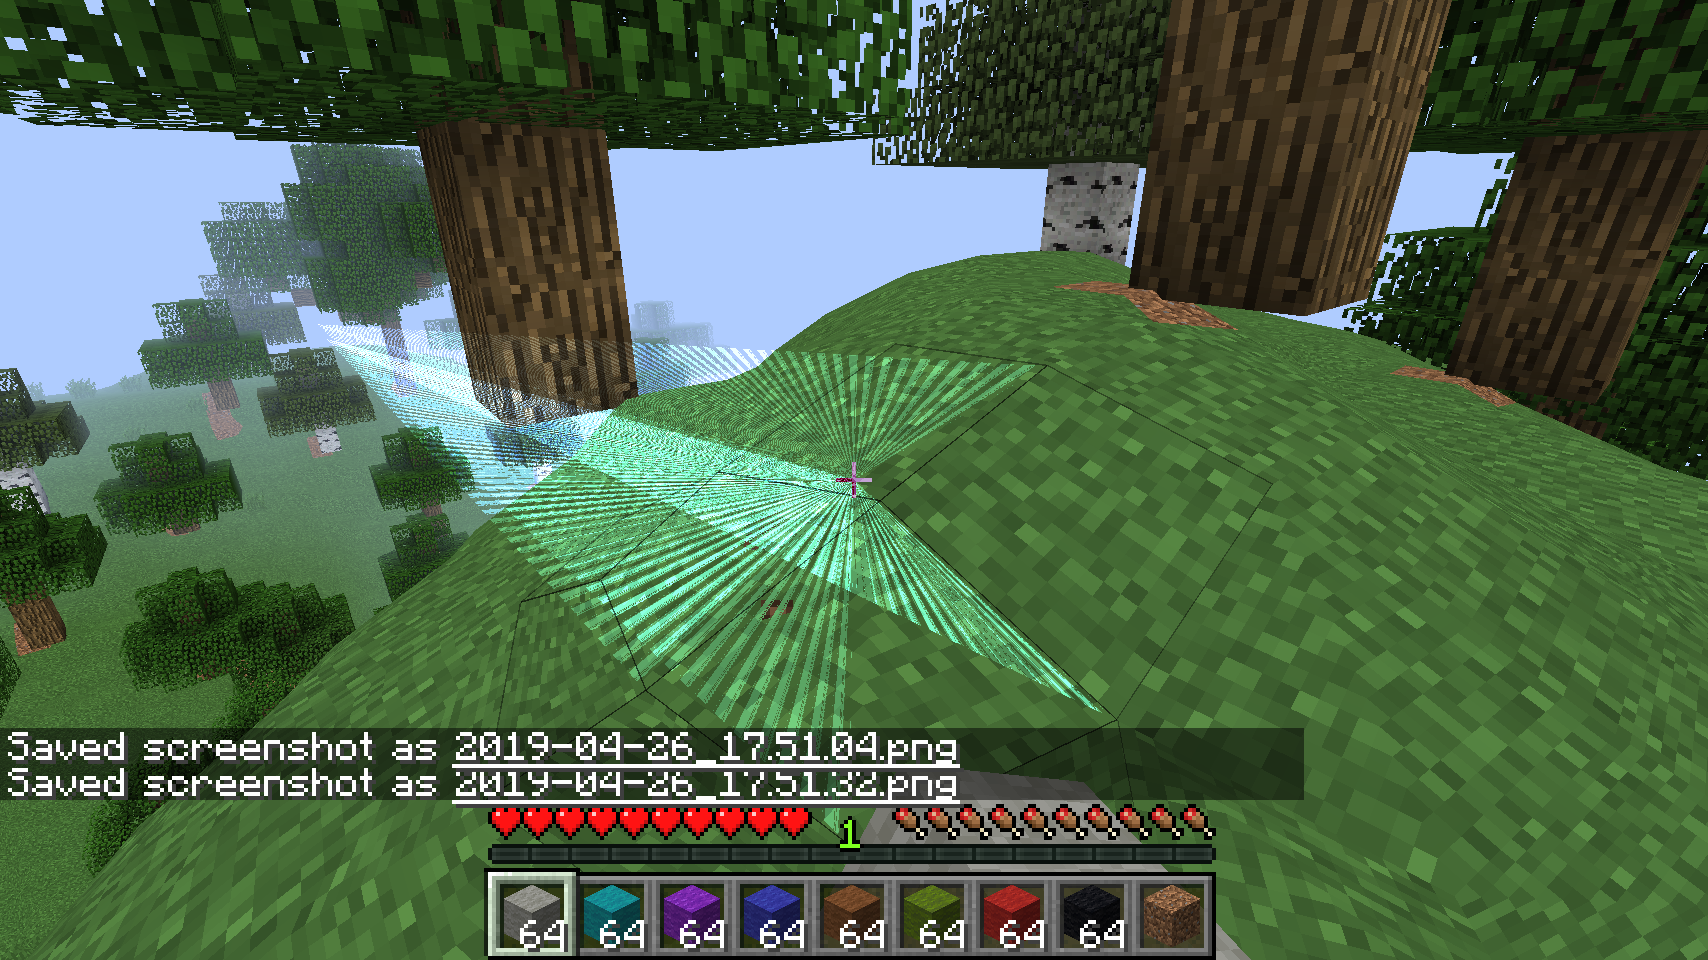 Saved screenshot as 2019-04-26_17.51.04.png
Saved screenshot as 2019-04-26_17.51.32.png
1
64 64 64 64 64 64 64 64